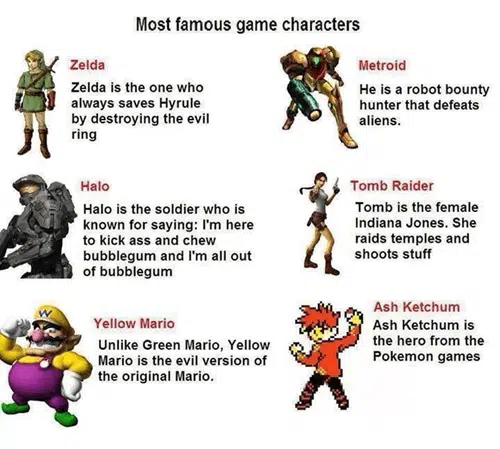 Most famous game characters
Zelda
Zelda is the one who
always saves Hyrule
by destroying the evil
ring
Metroid
He is a robot bounty
hunter that defeats
aliens.
Halo
Halo is the soldier who is
known for saying: I'm here
to kick ass and chew
bubblegum and I'm all out
of bubblegum
Tomb Raider
Tomb is the female
Indiana Jones. She
raids temples and
shoots stuff
W
Yellow Mario
Unlike Green Mario, Yellow
Mario is the evil version of
the original Mario.
Ash Ketchum
Ash Ketchum is
the hero from the
Pokemon games